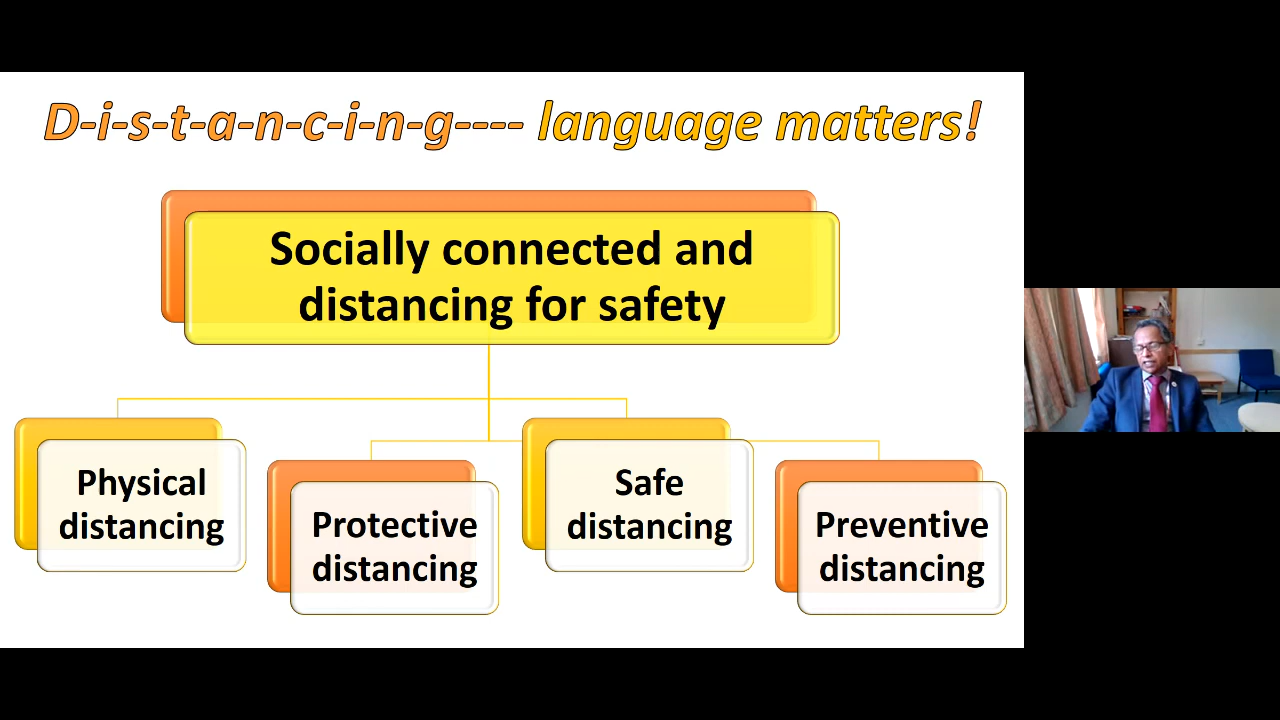 D-i-s-t-a-n-c-i-n-g---- language matters!
Socially connected and
distancing for safety
Physical
distancing
Protective
distancing
Safe
distancing
Preventive
distancing